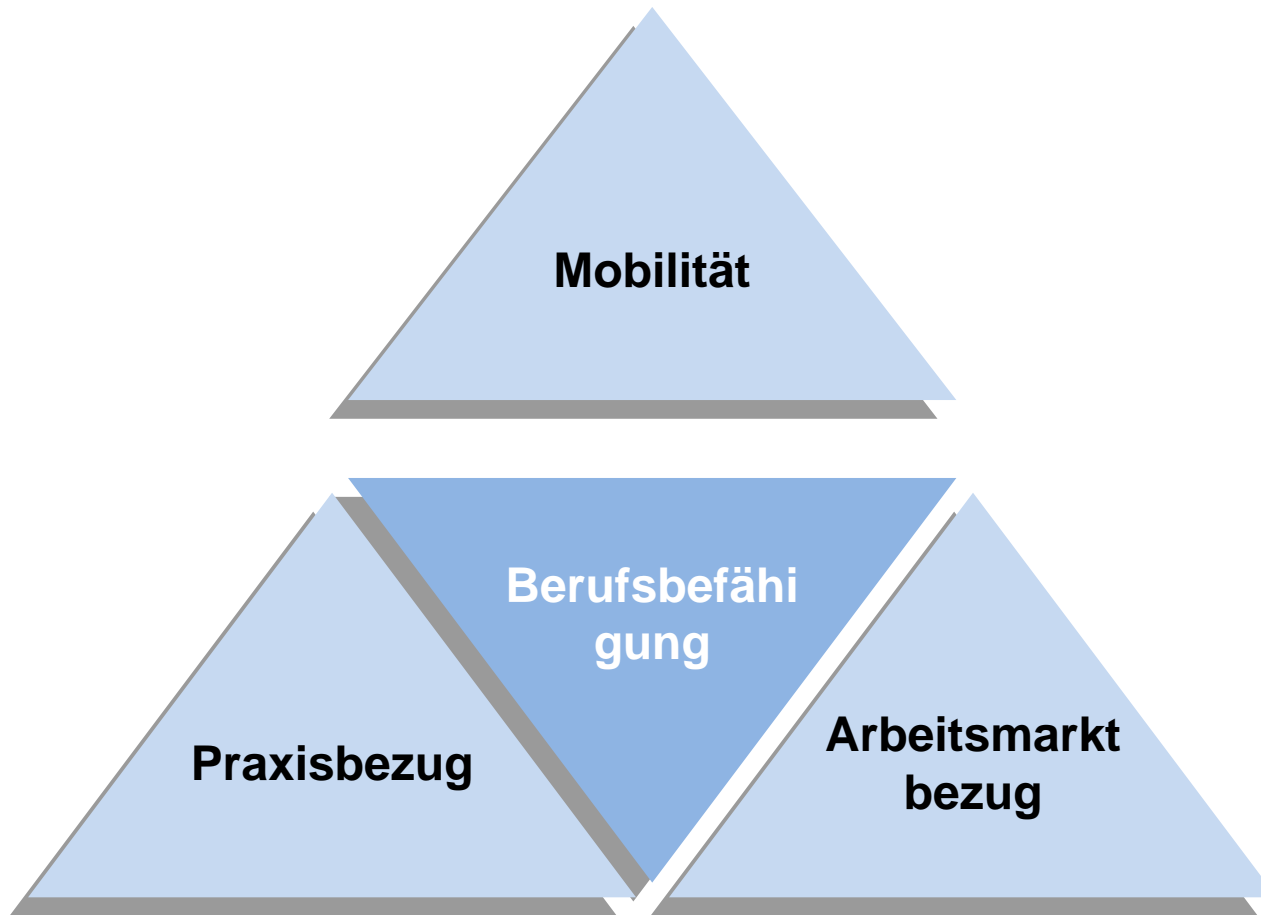 Mobilität
Berufsbefähi
gung
Praxisbezug
Arbeitsmarkt
bezug